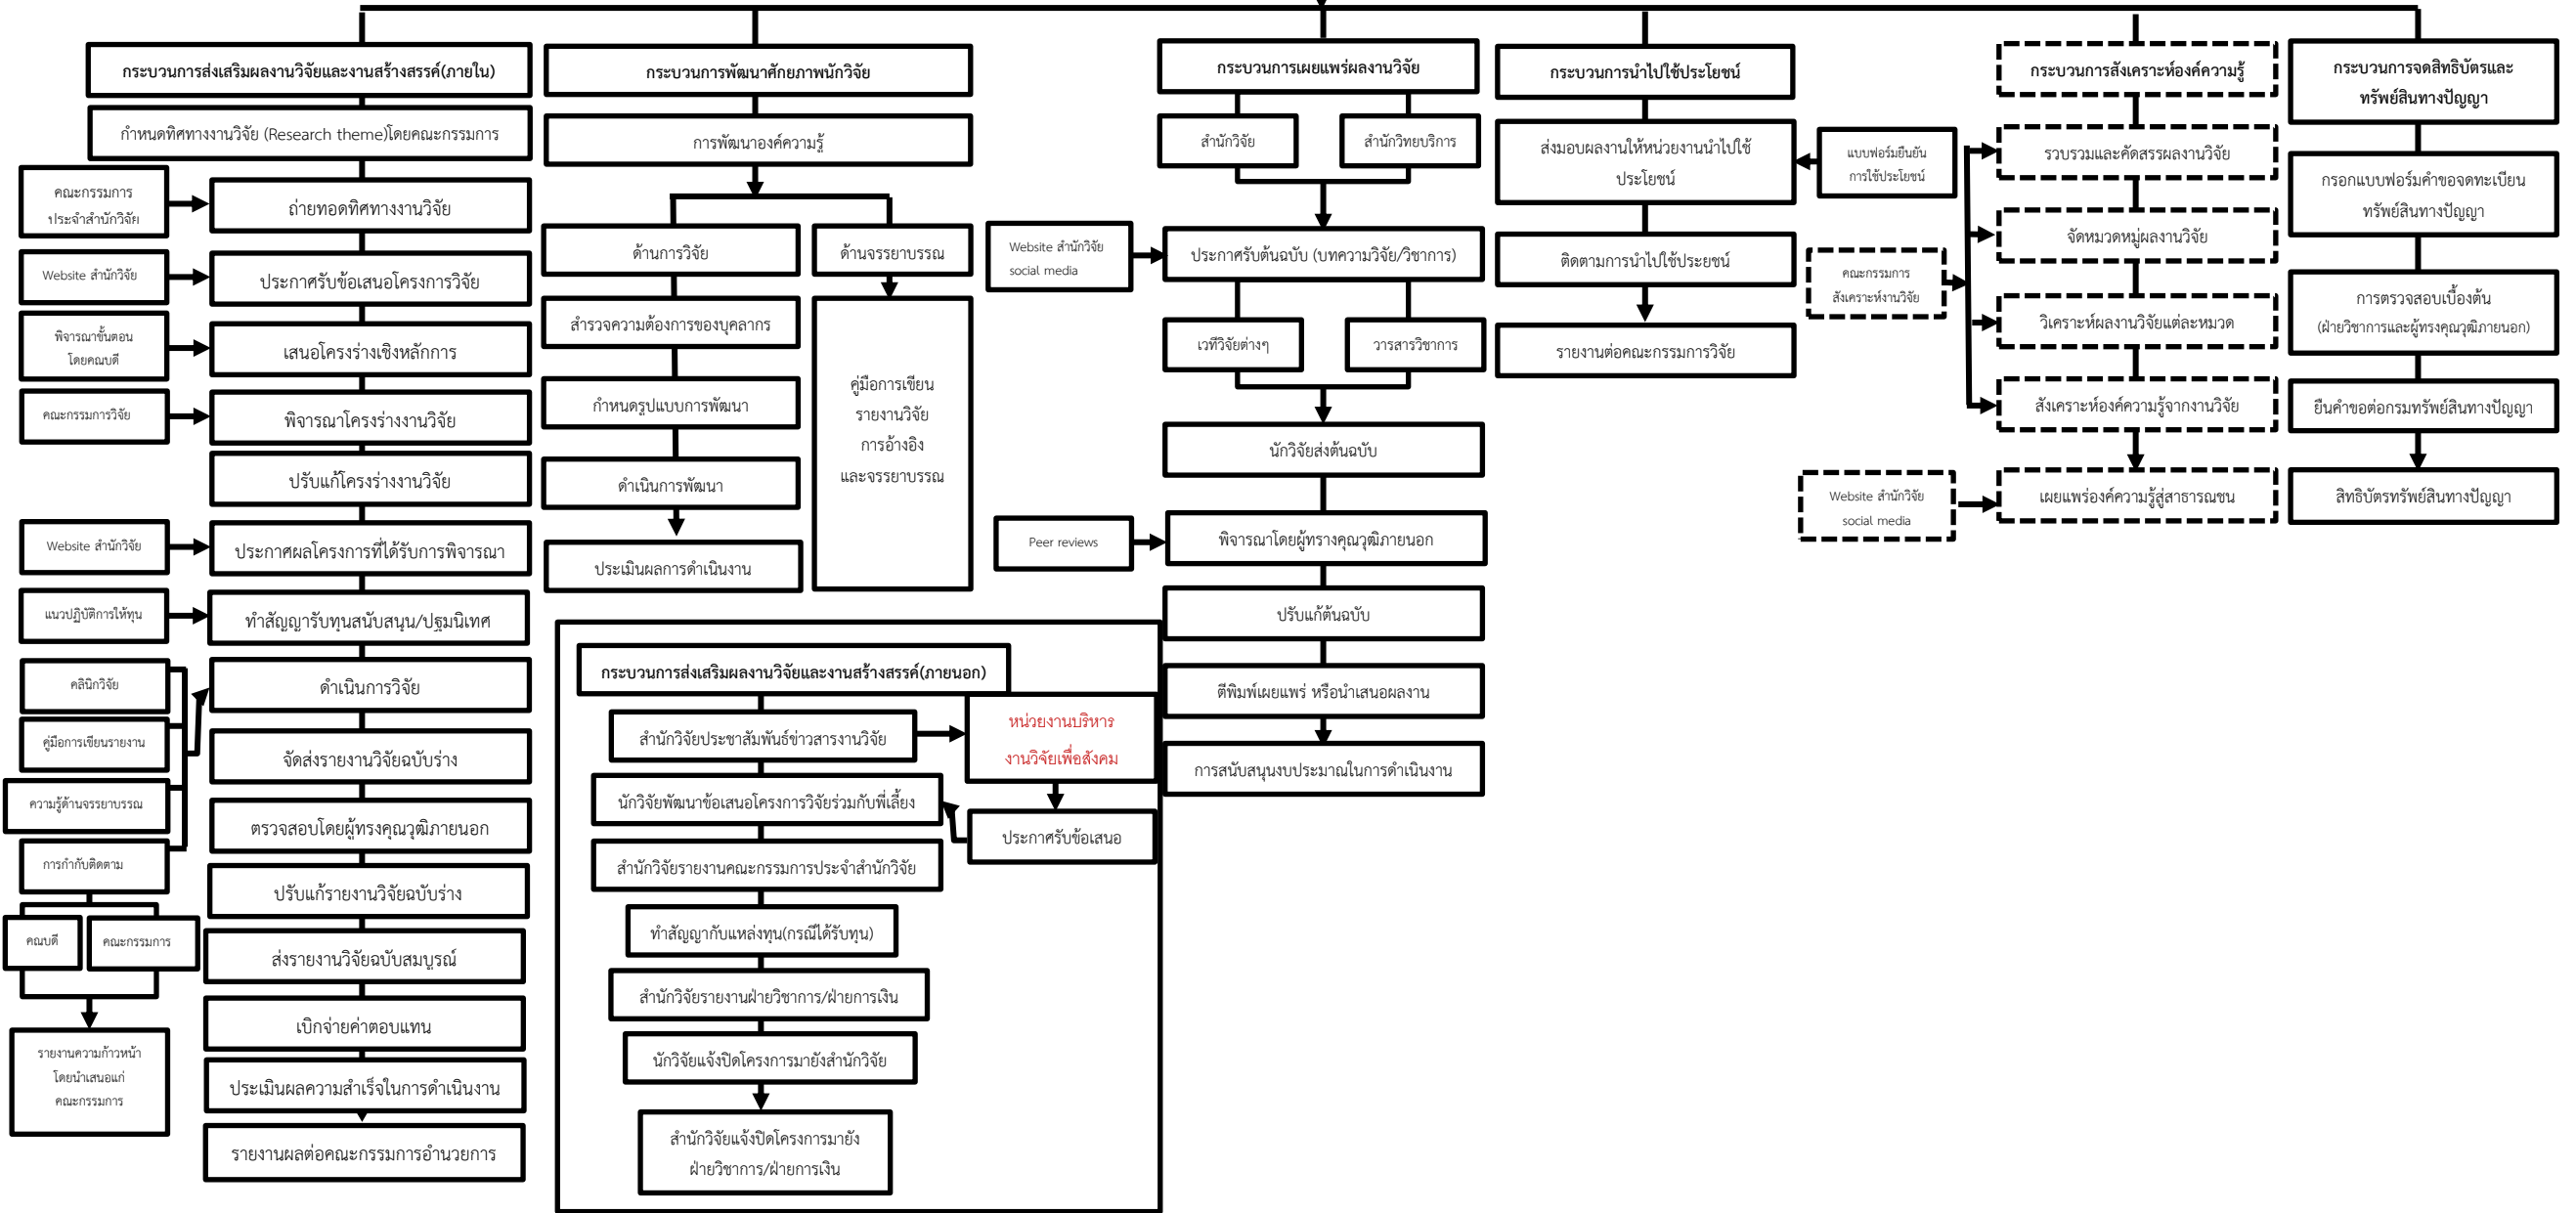 กระบวนการส่งเสริมผลงานวิจัยและงานสร้างสรรค์(ภายใน)
กำหนดทิศทางงานวิจัย (Research theme)โดยคณะกรรมการ
คณะกรรมการ
ประจำสำนักวิจัย
ถ่ายทอดทิศทางงานวิจัย
Website สำนักวิจัย
ประกาศรับข้อเสนอโครงการวิจัย
พิจารณาขั้นตอน
โดยคณบดี
เสนอโครงร่างเชิงหลักการ
คณะกรรมการวิจัย
พิจารณาโครงร่างงานวิจัย
ปรับแก้โครงร่างงานวิจัย
Website สำนักวิจัย
ประกาศผลโครงการที่ได้รับการพิจารณา
แนวปฏิบัติการให้ทุน
ทำสัญญารับทุนสนับสนุน/ปฐมนิเทศ
คลินิกวิจัย
ดำเนินการวิจัย
คู่มือการเขียนรายงาน
จัดส่งรายงานวิจัยฉบับร่าง
ความรู้ด้านจรรยาบรรณ
ตรวจสอบโดยผู้ทรงคุณวุฒิภายนอก
การกำกับติดตาม
ปรับแก้รายงานวิจัยฉบับร่าง
คณบดี
คณะกรรมการ
ส่งรายงานวิจัยฉบับสมบูรณ์
เบิกจ่ายค่าตอบแทน
รายงานความก้าวหน้า
โดยนำเสนอแก่
คณะกรรมการ
ประเมินผลความสำเร็จในการดำเนินงาน
รายงานผลต่อคณะกรรมการอำนวยการ
กระบวนการพัฒนาศักยภาพนักวิจัย
การพัฒนาองค์ความรู้
ด้านการวิจัย
ด้านจรรยาบรรณ
สำรวจความต้องการของบุคลากร
กำหนดรูปแบบการพัฒนา
ดำเนินการพัฒนา
ประเมินผลการดำเนินงาน
คู่มือการเขียน
รายงานวิจัย
การอ้างอิง
และจรรยาบรรณ
กระบวนการส่งเสริมผลงานวิจัยและงานสร้างสรรค์(ภายนอก)
สำนักวิจัยประชาสัมพันธ์ข่าวสารงานวิจัย
หน่วยงานบริหาร
งานวิจัยเพื่อสังคม
นักวิจัยพัฒนาข้อเสนอโครงการวิจัยร่วมกับพี่เลี้ยง
ประกาศรับข้อเสนอ
สำนักวิจัยรายงานคณะกรรมการประจำสำนักวิจัย
ทำสัญญากับแหล่งทุน(กรณีได้รับทุน)
สำนักวิจัยรายงานฝ่ายวิชาการ/ฝ่ายการเงิน
นักวิจัยแจ้งปิดโครงการมายังสำนักวิจัย
สำนักวิจัยแจ้งปิดโครงการมายัง
ฝ่ายวิชาการ/ฝ่ายการเงิน
กระบวนการเผยแพร่ผลงานวิจัย
สำนักวิจัย
สำนักวิทยบริการ
Website สำนักวิจัย
social media
ประกาศรับต้นฉบับ (บทความวิจัย/วิชาการ)
เวทีวิจัยต่างๆ
วารสารวิชาการ
นักวิจัยส่งต้นฉบับ
Peer reviews
พิจารณาโดยผู้ทรางคุณวุฒิภายนอก
ปรับแก้ต้นฉบับ
ตีพิมพ์เผยแพร่ หรือนำเสนอผลงาน
การสนับสนุนงบประมาณในการดำเนินงาน
กระบวนการนำไปใช้ประโยชน์
ส่งมอบผลงานให้หน่วยงานนำไปใช้
ประโยชน์
แบบฟอร์มยืนยัน
การใช้ประโยชน์
ติดตามการนำไปใช้ประยชน์
รายงานต่อคณะกรรมการวิจัย
กระบวนการสังเคราะห์องค์ความรู้
รวบรวมและคัดสรรผลงานวิจัย
จัดหมวดหมู่ผลงานวิจัย
คณะกรรมการ
สังเคราะห์งานวิจัย
วิเคราะห์ผลงานวิจัยแต่ละหมวด
สังเคราะห์องค์ความรู้จากงานวิจัย
Website สำนักวิจัย
social media
เผยแพร่องค์ความรู้สู่สาธารณชน
กระบวนการจดสิทธิบัตรและ
ทรัพย์สินทางปัญญา
กรอกแบบฟอร์มคำขอจดทะเบียน
ทรัพย์สินทางปัญญา
การตรวจสอบเบื้องต้น
(ฝ่ายวิชาการและผู้ทรงคุณวุฒิภายนอก)
ยืนคำขอต่อกรมทรัพย์สินทางปัญญา
สิทธิบัตรทรัพย์สินทางปัญญา